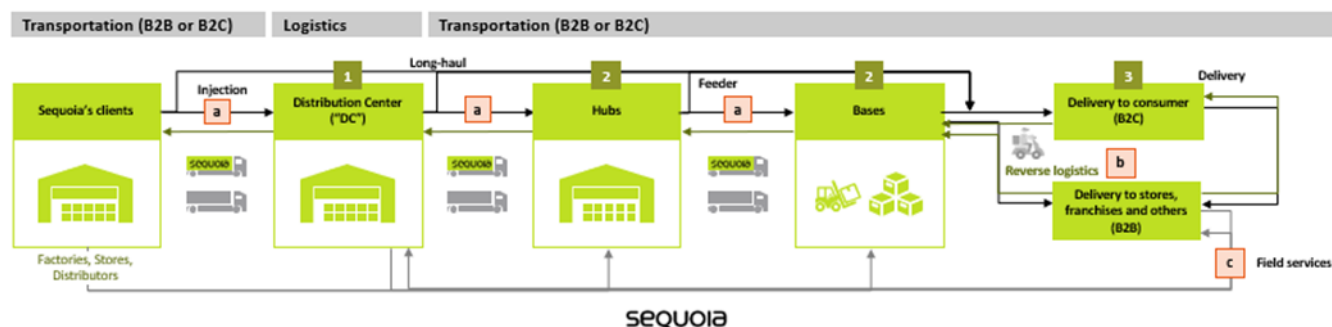 Transportation (B2B or B2C)
Logistics
Transportation (B2B or B2C)
Long-haul
1
2
2
3
Injection
Feeder
Delivery
Sequoia's clients
a
Distribution Center
("DC")
a
Hubs
a
Bases
Delivery to consumer
(B2C)
sequoia
sequoia
sequoia
Reverse logistics
b
Delivery to stores,
franchises and others
(B2B)
Factories, Stores,
Distributors
c
Field services
sequoia